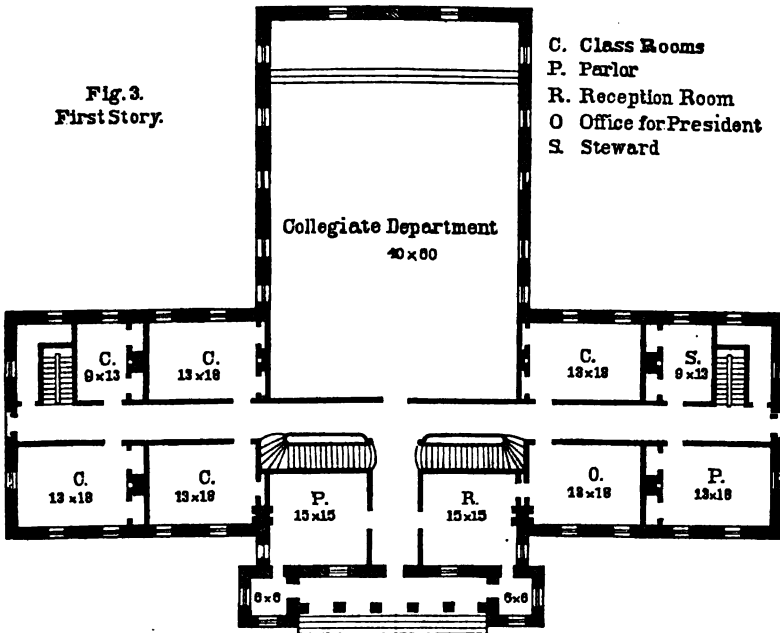 Fig. 3.
First Story.
C. Class Rooms
P. Parlor
R. Reception Room
O Office for President
S. Steward
Collegiate Department
40 x 60
C.
9 x 13
C.
13 x 18
C.
13 x 18
S.
9 x 13
C.
13 x 18
C.
13 x 18
P.
15 x 15
R.
15 x 15
O.
13 x 18
P.
13 x 18
6 x 6
6 x 6